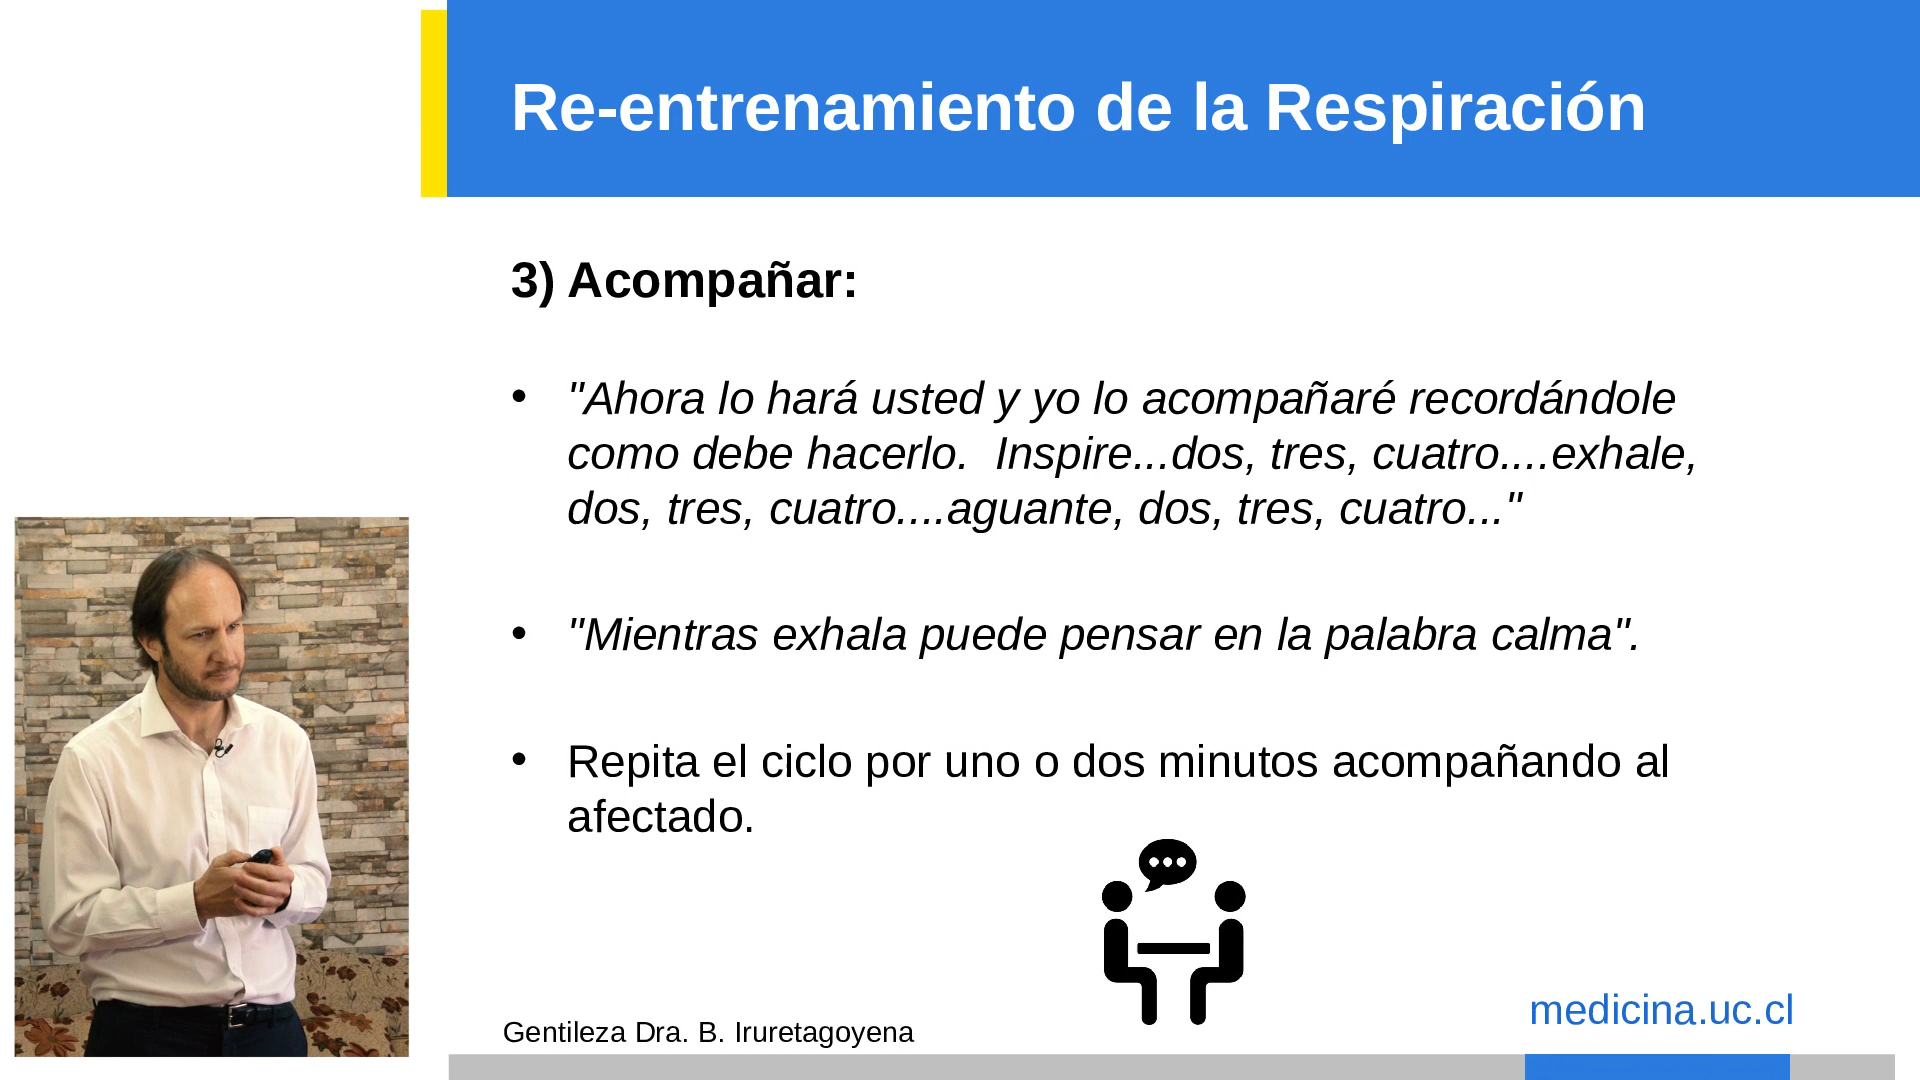 Re-entrenamiento de la Respiración
3) Acompañar:
• "Ahora lo hará usted y yo lo acompañaré recordándole
como debe hacerlo.  Inspire...dos, tres, cuatro....exhale,
dos, tres, cuatro....aguante, dos, tres, cuatro..."
• "Mientras exhala puede pensar en la palabra calma".
• Repita el ciclo por uno o dos minutos acompañando al
afectado.
medicina.uc.cl
Gentileza Dra. B. Iruretagoyena